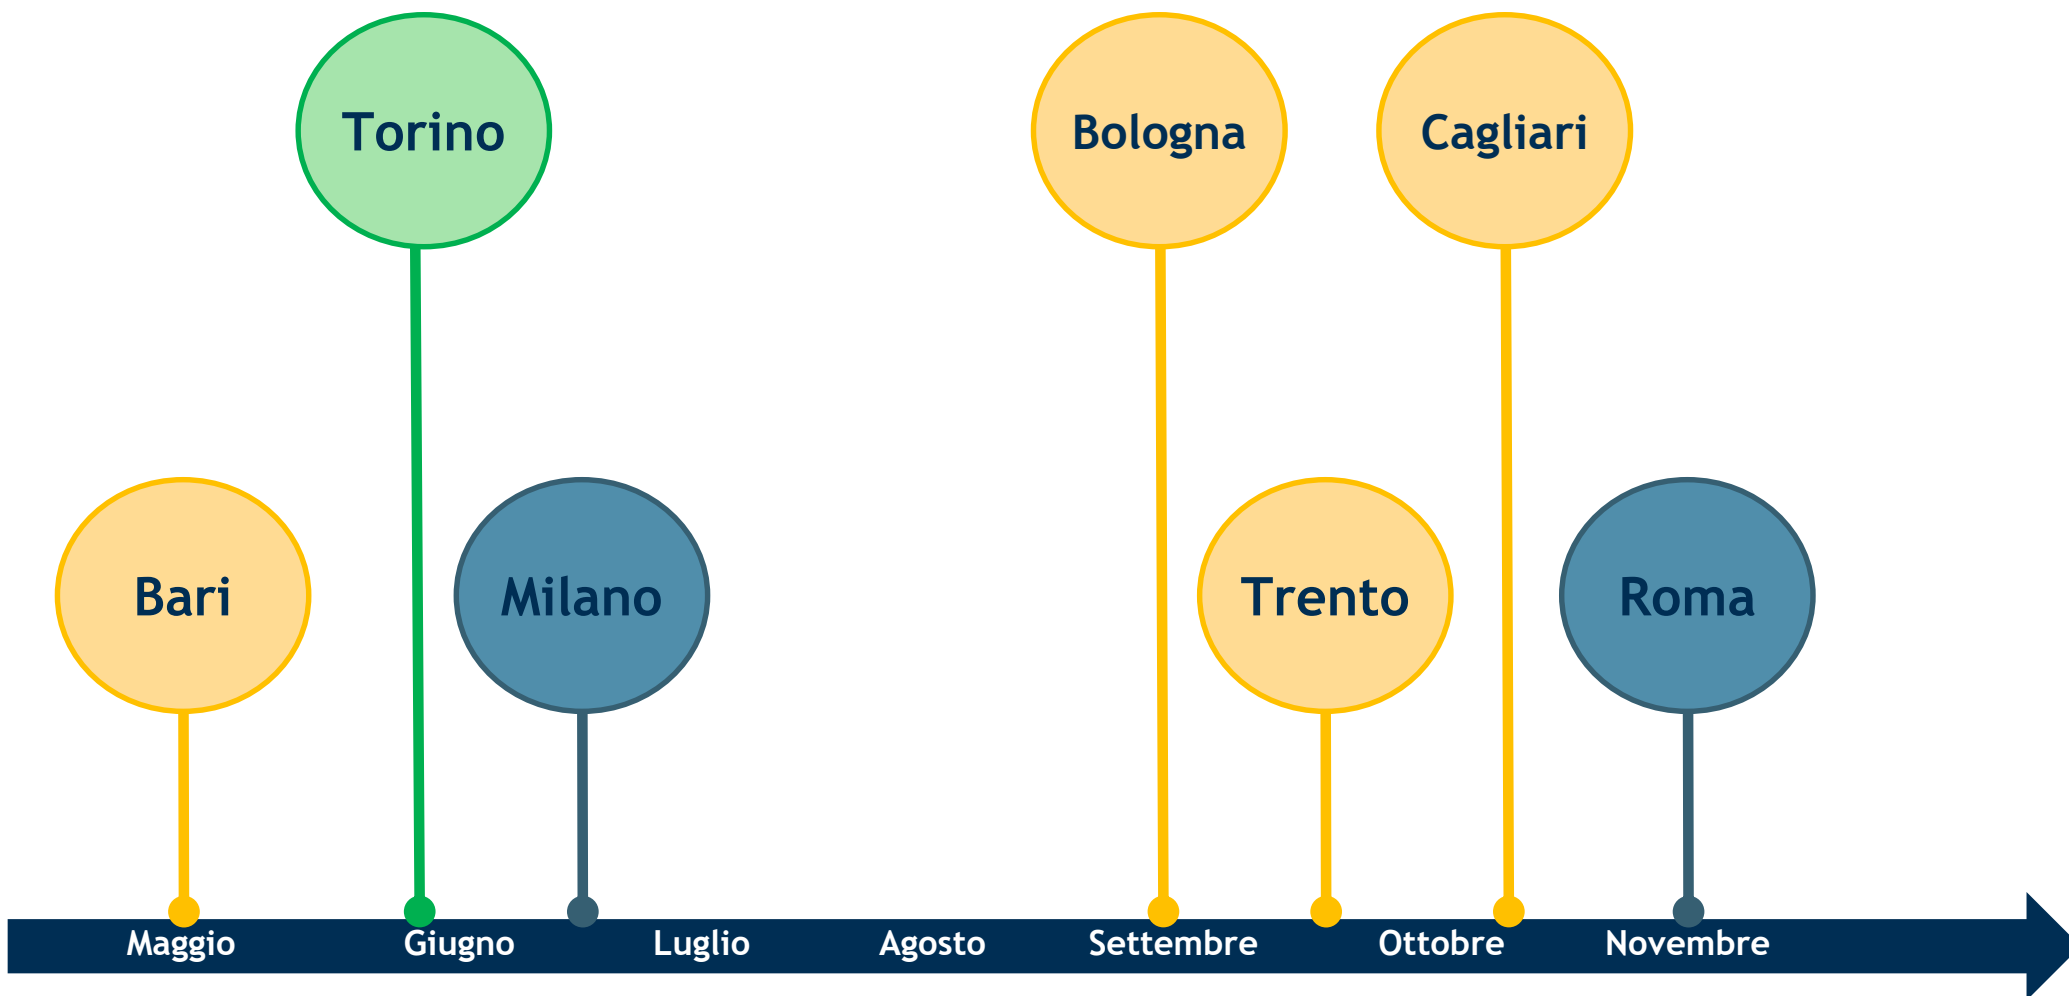 Torino
Bologna
Cagliari
Bari
Milano
Trento
Roma
Maggio
Giugno
Luglio
Agosto
Settembre
Ottobre
Novembre